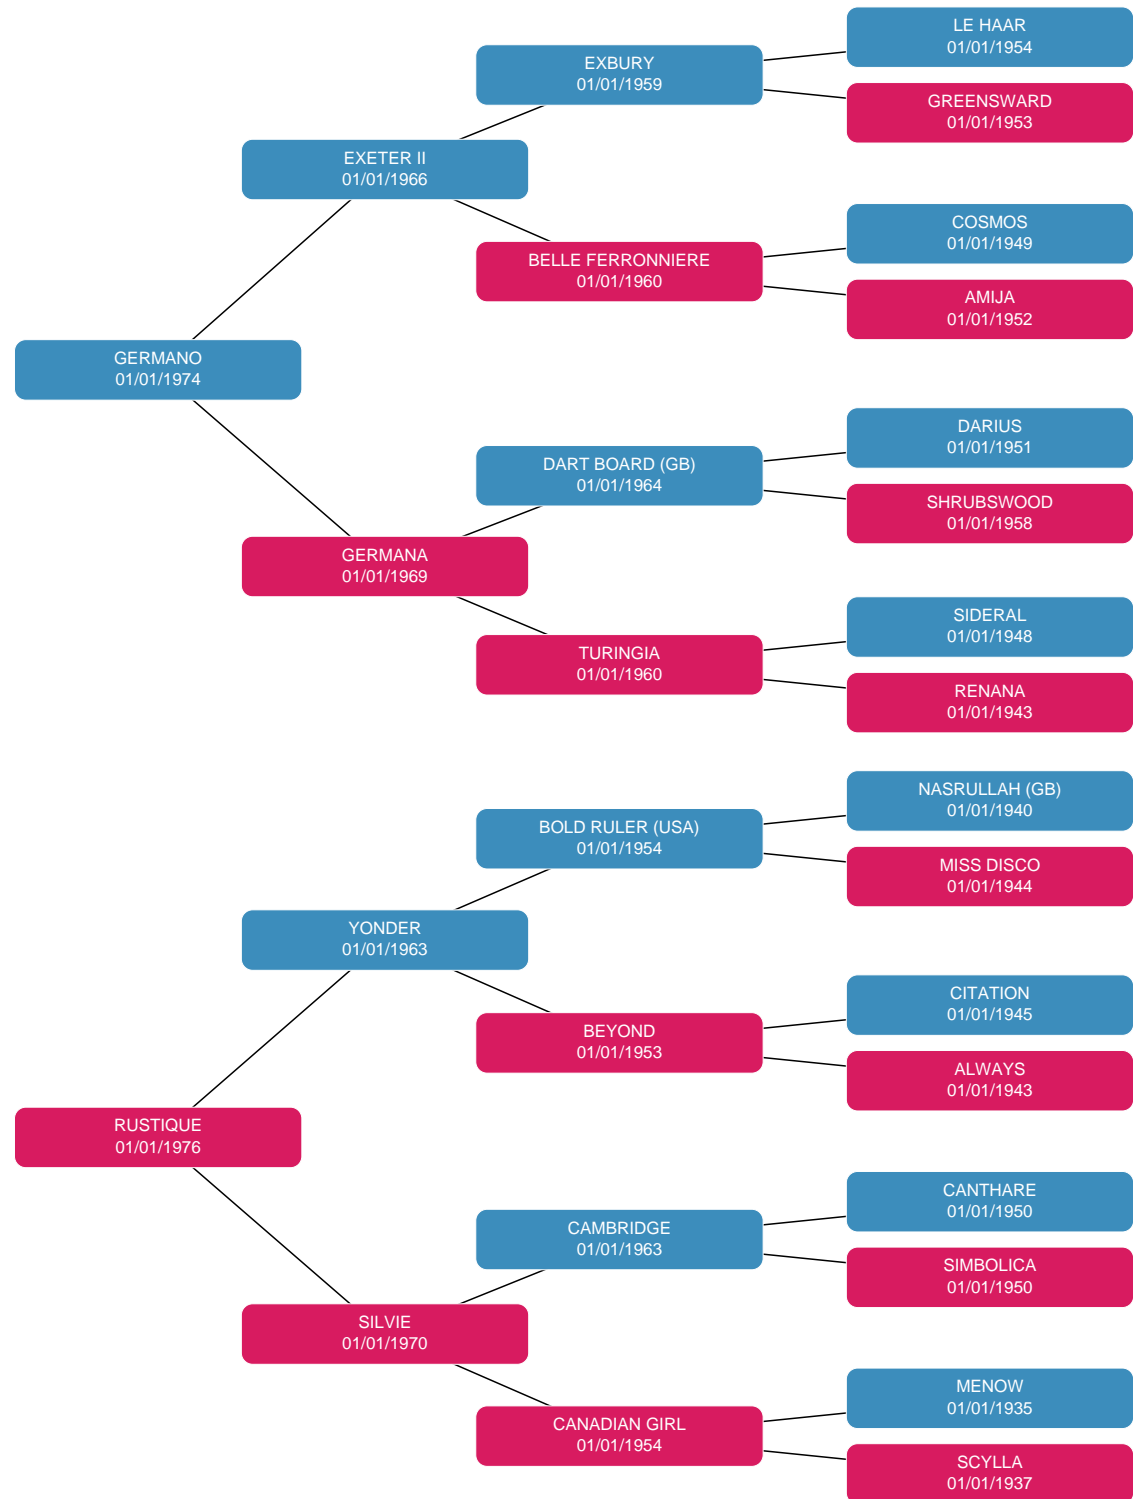 LE HAAR
01/01/1954
EXBURY
01/01/1959
GREENSWARD
01/01/1953
EXETER II
01/01/1966
COSMOS
01/01/1949
BELLE FERRONNIERE
01/01/1960
AMIJA
01/01/1952
GERMANO
01/01/1974
DARIUS
01/01/1951
DART BOARD (GB)
01/01/1964
SHRUBSWOOD
01/01/1958
GERMANA
01/01/1969
SIDERAL
01/01/1948
TURINGIA
01/01/1960
RENANA
01/01/1943
NASRULLAH (GB)
01/01/1940
BOLD RULER (USA)
01/01/1954
MISS DISCO
01/01/1944
YONDER
01/01/1963
CITATION
01/01/1945
BEYOND
01/01/1953
ALWAYS
01/01/1943
RUSTIQUE
01/01/1976
CANTHARE
01/01/1950
CAMBRIDGE
01/01/1963
SIMBOLICA
01/01/1950
SILVIE
01/01/1970
MENOW
01/01/1935
CANADIAN GIRL
01/01/1954
SCYLLA
01/01/1937